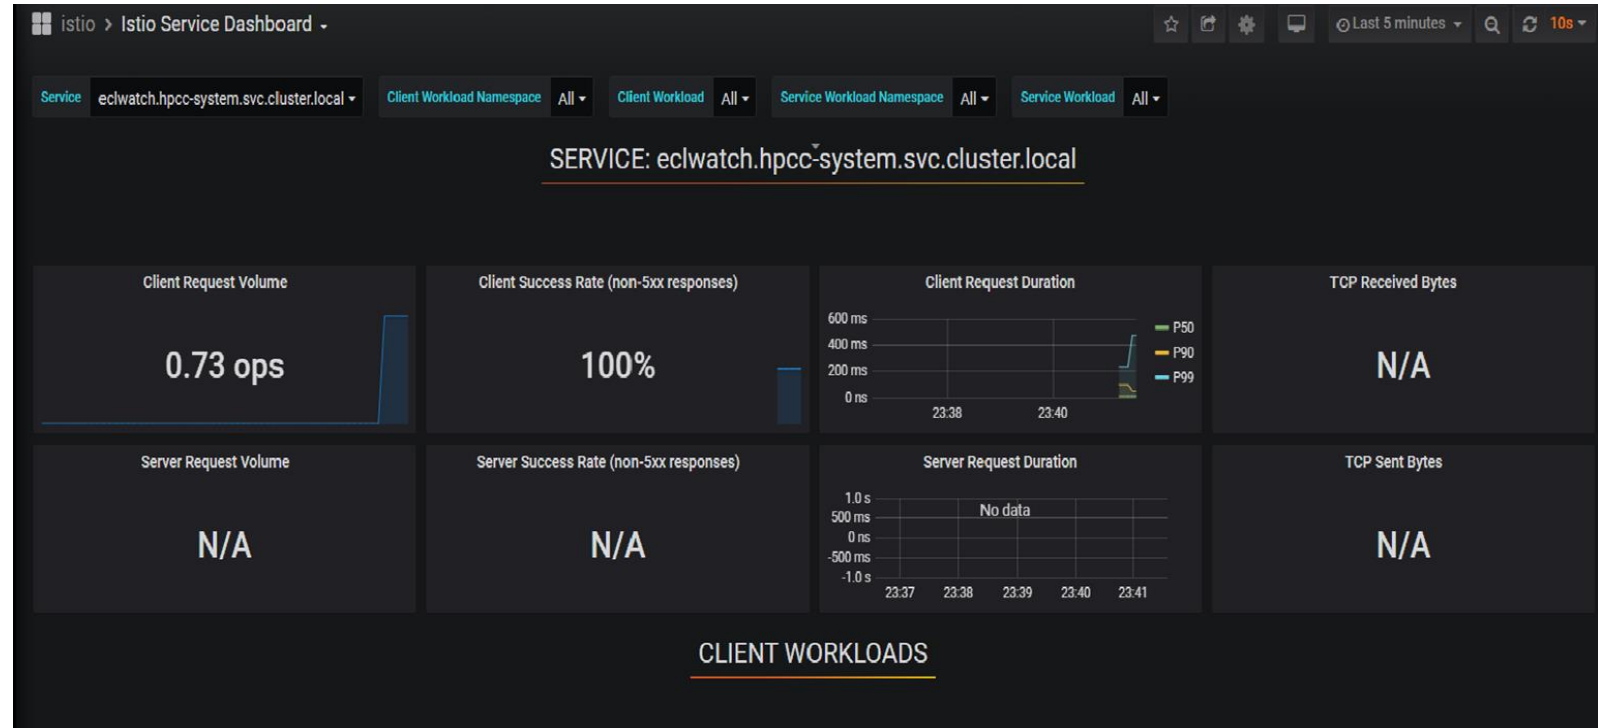 istio > Istio Service Dashboard
Last 5 minutes
10s
Service eclwatch.hpcc-system.svc.cluster.local
Client Workload Namespace All
Client Workload All
Service Workload Namespace All
Service Workload All
SERVICE: eclwatch.hpcc-system.svc.cluster.local
Client Request Volume
0.73 ops
Client Success Rate (non-5xx responses)
100%
Client Request Duration
600 ms
400 ms
200 ms
0 ns
23:38 23:40
P50
P90
P99
TCP Received Bytes
N/A
Server Request Volume
N/A
Server Success Rate (non-5xx responses)
N/A
Server Request Duration
1.0 s
500 ms
0 ns
-500 ms
-1.0 s
No data
23:37 23:38 23:39 23:40 23:41
TCP Sent Bytes
N/A
CLIENT WORKLOADS